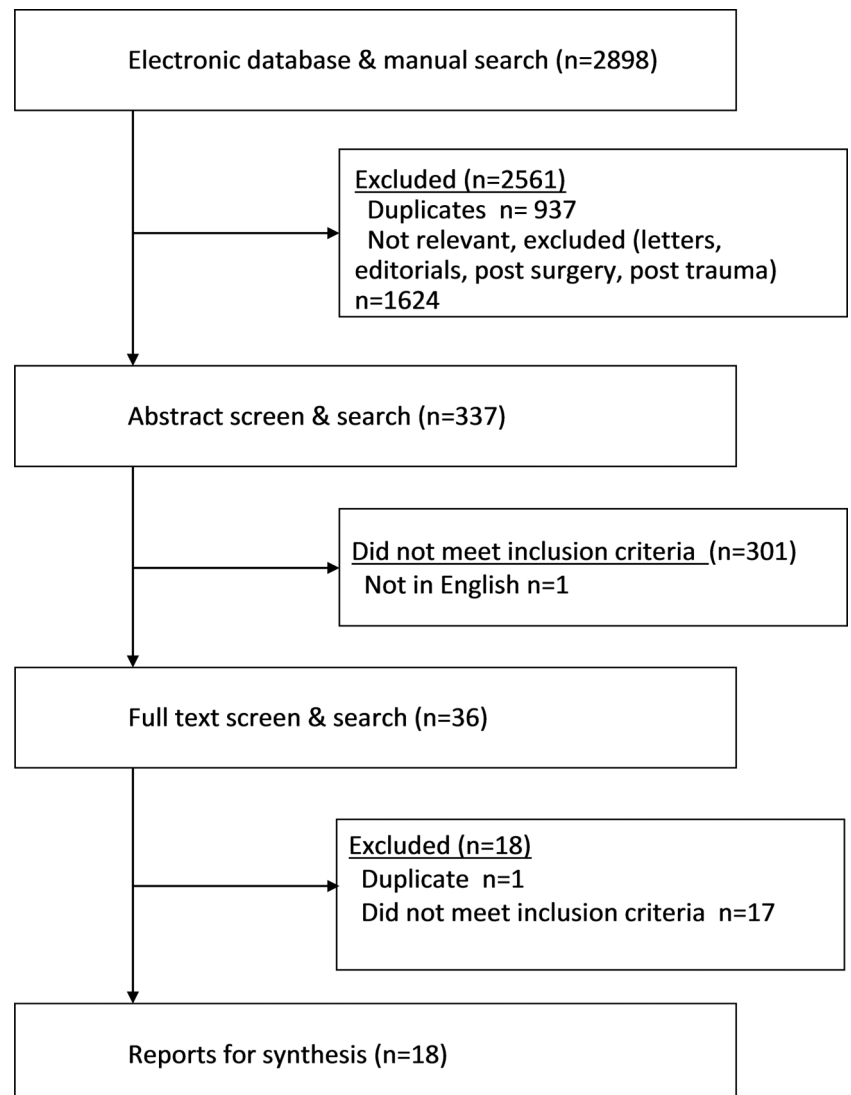 Electronic database & manual search (n=2898)
Excluded (n=2561)
Duplicates n= 937
Not relevant, excluded (letters,
editorials, post surgery, post trauma)
n=1624
Abstract screen & search (n=337)
Did not meet inclusion criteria (n=301)
Not in English n=1
Full text screen & search (n=36)
Excluded (n=18)
Duplicate n=1
Did not meet inclusion criteria n=17
Reports for synthesis (n=18)